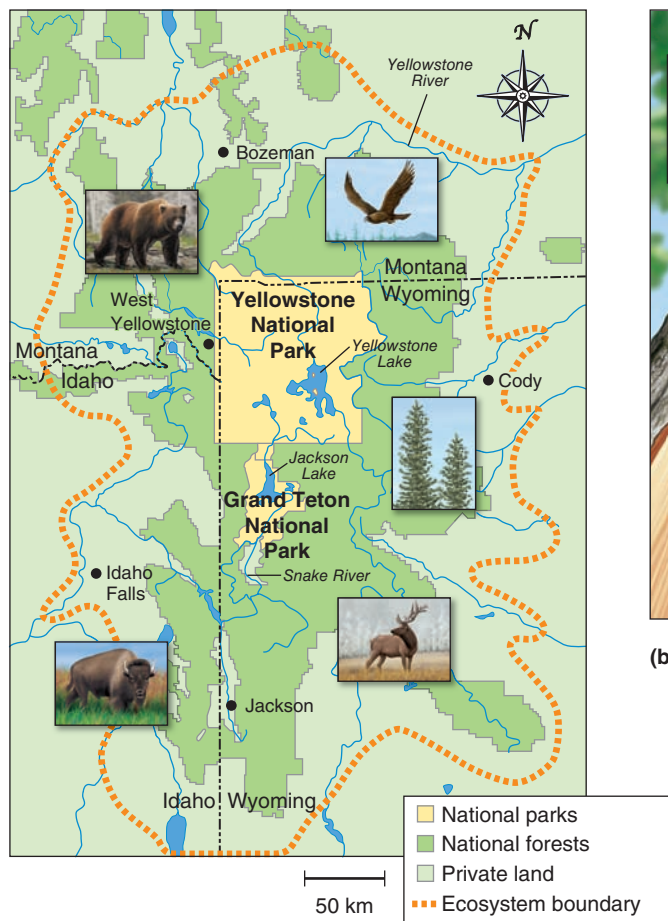 N
Yellowstone
River
Bozeman
Montana
Wyoming
West
Yellowstone
Yellowstone
National
Park
Yellowstone
Lake
Montana
Idaho
Cody
Jackson
Lake
Grand Teton
National
Park
Snake River
Idaho
Falls
Jackson
Idaho
Wyoming
National parks
National forests
Private land
Ecosystem boundary
50 km
(b